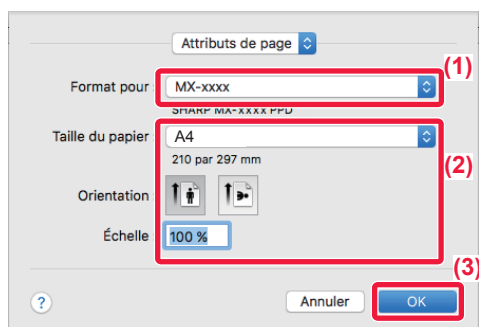 Attributs de page
(1)
Format pour : MX-xxxx
SHARP MX-xxxx PPD
Taille du papier : A4
210 par 297 mm
(2)
Orientation :
Échelle : 100 %
(3)
? Annuler OK